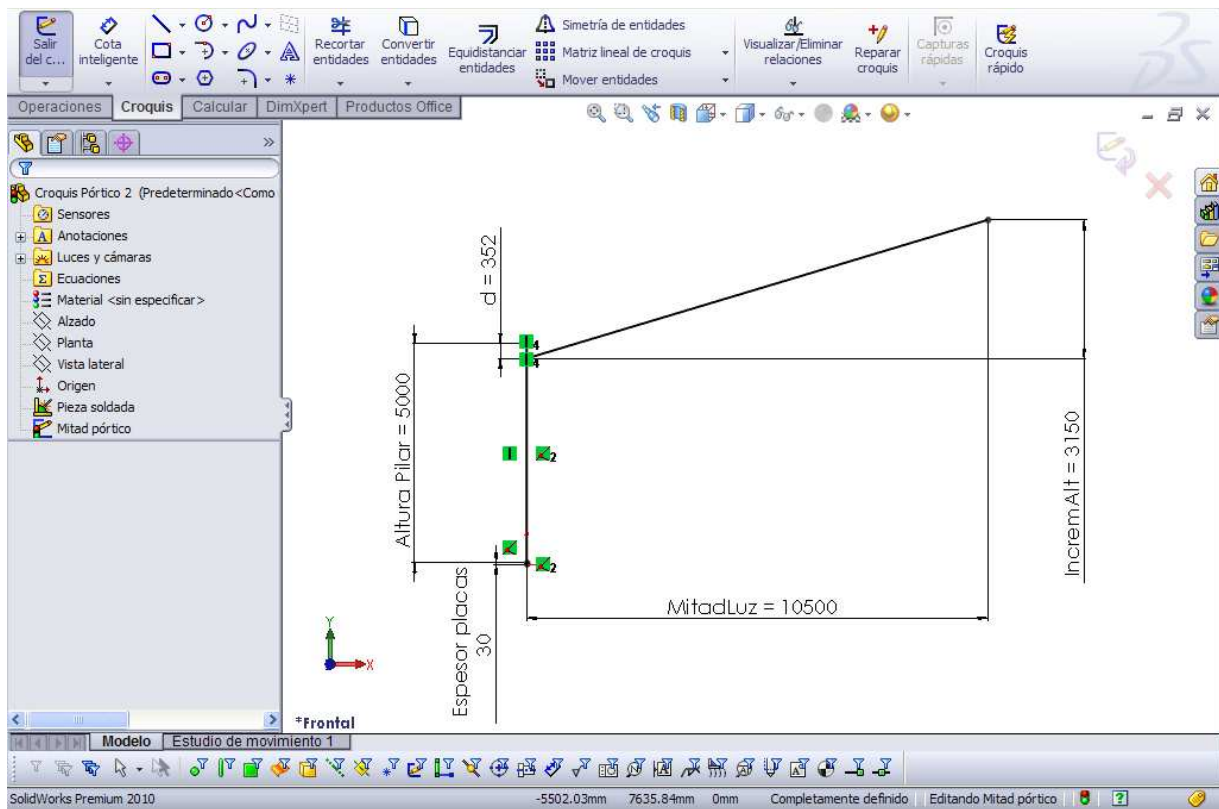 Salir
del c...
Cota
inteligente
Recortar
entidades
Convertir
entidades
Equidistanciar
entidades
Simetría de entidades
Matriz lineal de croquis
Mover entidades
Visualizar/Eliminar
relaciones
Reparar
croquis
Capturas
rápidas
Croquis
rápido
Operaciones
Croquis
Calcular
DimXpert
Productos Office
Croquis Pórtico 2 (Predeterminado<Como
Sensores
Anotaciones
Luces y cámaras
Ecuaciones
Material <sin especificar>
Alzado
Planta
Vista lateral
Origen
Pieza soldada
Mitad pórtico
d = 352
4
4
Altura Pilar = 5000
2
2
IncremAlt = 3150
MitadLuz = 10500
Espesor placas
30
Y
X
*Frontal
Modelo
Estudio de movimiento 1
SolidWorks Premium 2010
-5502.03mm 7635.84mm 0mm Completamente definido Editando Mitad pórtico